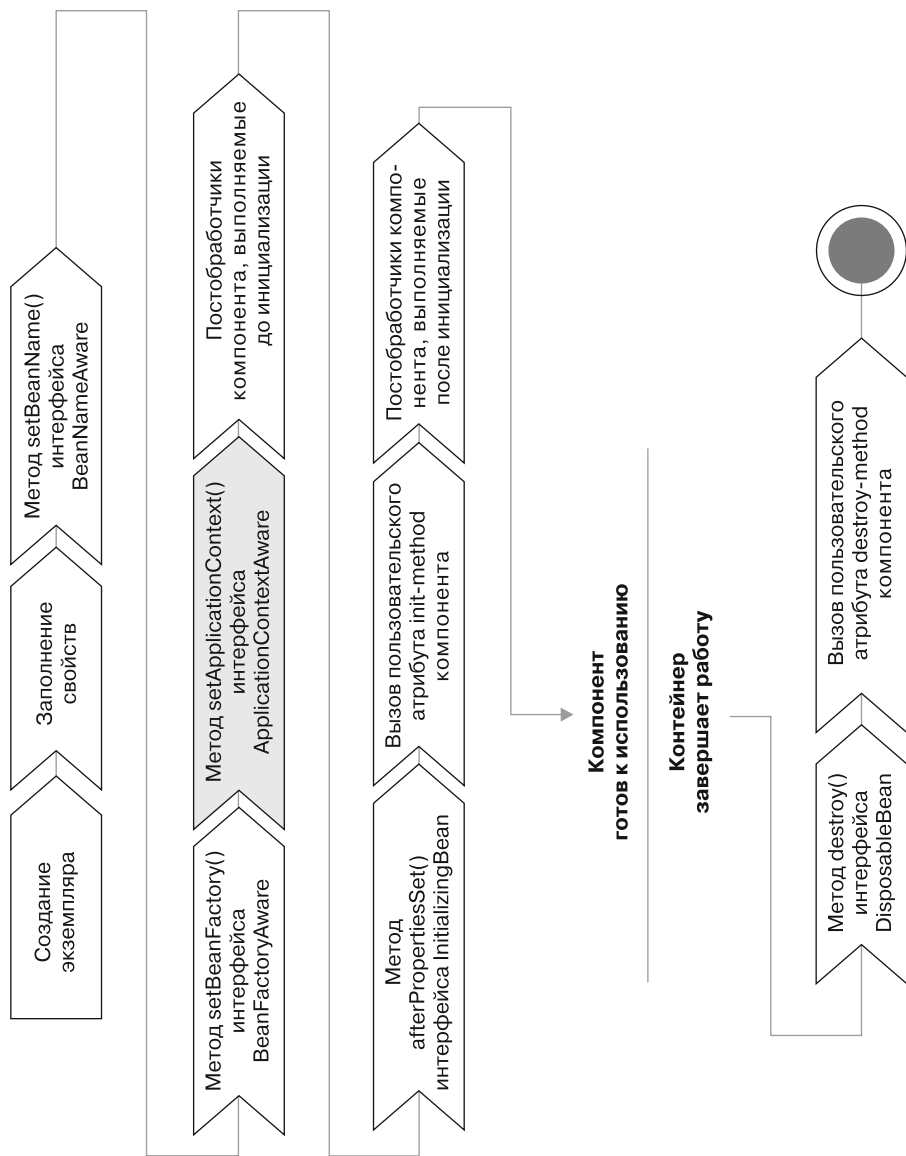 Создание
экземпляра
Заполнение
свойств
Метод setBeanName()
интерфейса
BeanNameAware
Метод setBeanFactory()
интерфейса
BeanFactoryAware
Метод setApplicationContext()
интерфейса
ApplicationContextAware
Постобработчики
компонента, выполняемые
до инициализации
Метод
afterPropertiesSet()
интерфейса InitializingBean
Вызов пользовательского
атрибута init-method
компонента
Постобработчики компо-
нента, выполняемые
после инициализации
Компонент
готов к использованию
Контейнер
завершает работу
Метод destroy()
интерфейса
DisposableBean
Вызов пользовательского
атрибута destroy-method
компонента